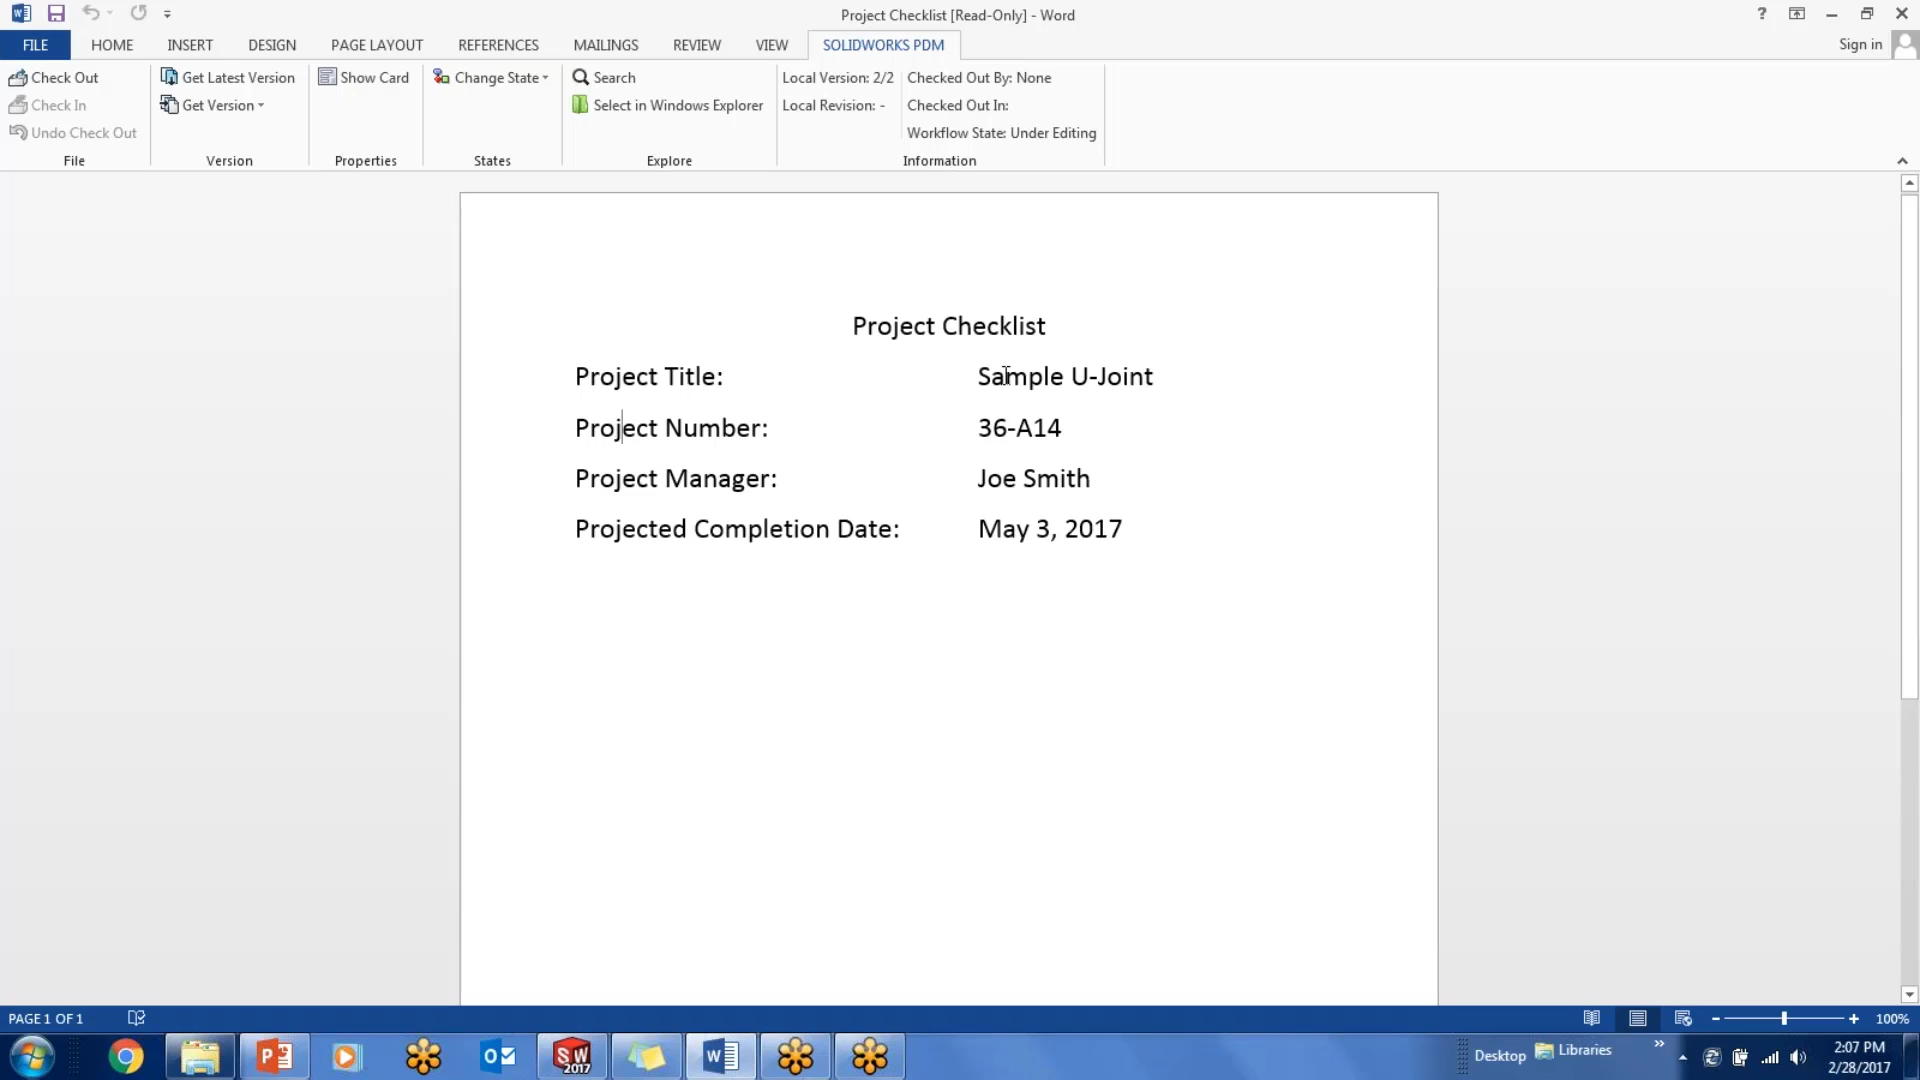 Project Checklist [Read-Only] - Word
FILE HOME INSERT DESIGN PAGE LAYOUT REFERENCES MAILINGS REVIEW VIEW SOLIDWORKS PDM Sign in
Check Out Get Latest Version Show Card Change State Search Local Version: 2/2 Checked Out By: None
Check In Get Version Select in Windows Explorer Local Revision: - Checked Out In:
Undo Check Out Workflow State: Under Editing
File Version Properties States Explore Information
Project Checklist
Project Title: Sample U-Joint
Project Number: 36-A14
Project Manager: Joe Smith
Projected Completion Date: May 3, 2017
PAGE 1 OF 1 100%
SW 2017 Desktop Libraries 2:07 PM
2/28/2017